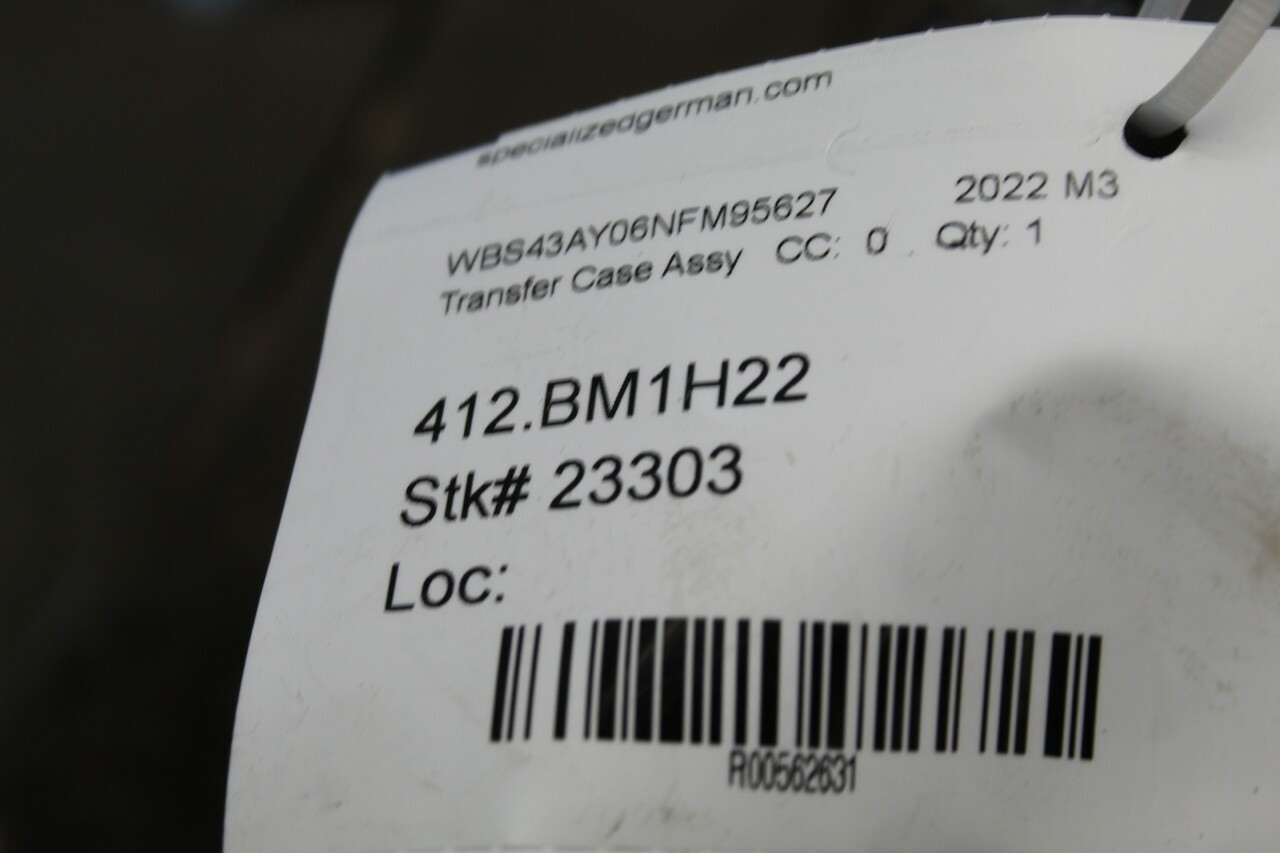 specializedgerman.com
WBS43AY06NFM95627 2022 M3
Transfer Case Assy CC: 0 . Qty: 1
412.BM1H22
Stk# 23303
Loc:
R00562631